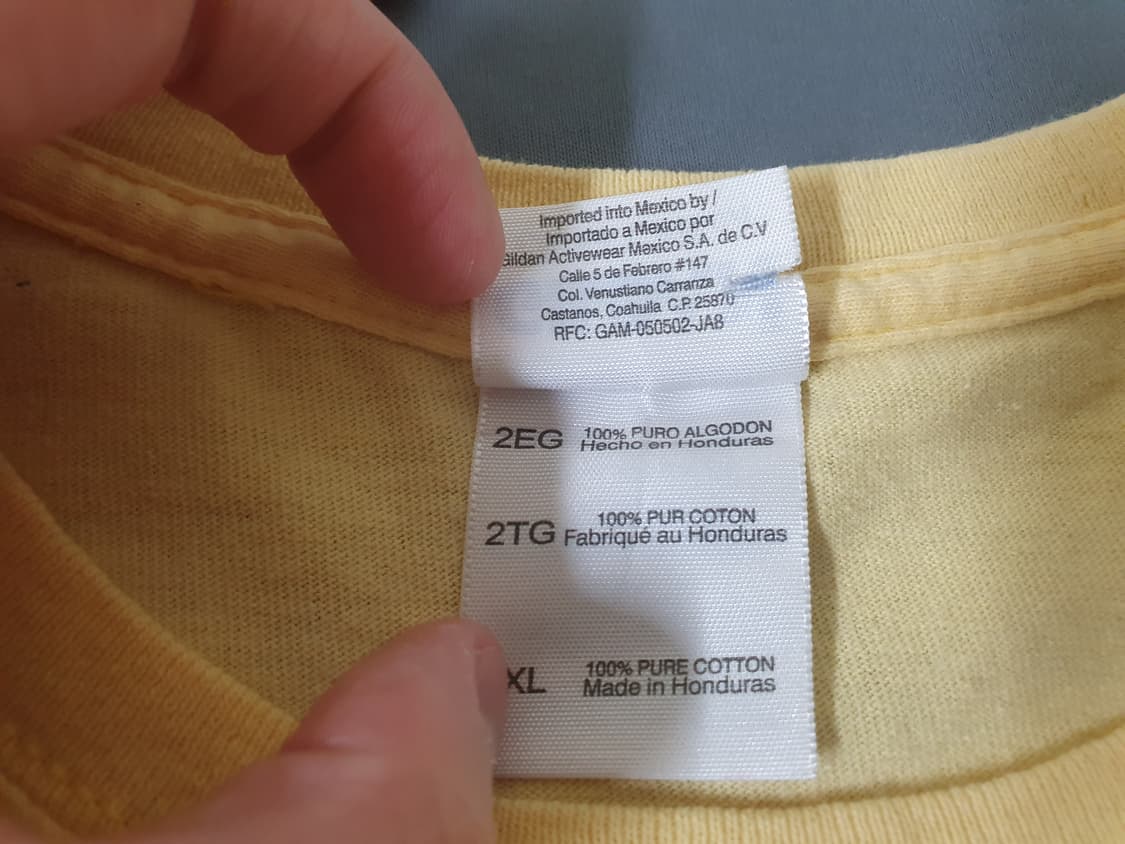 Imported into Mexico by /
Importado a Mexico por
Gildan Activewear Mexico S.A. de C.V
Calle 5 de Febrero #147
Col. Venustiano Carranza
Castanos, Coahuila C.P. 25870
RFC: GAM-050502-JA8
2EG 100% PURO ALGODON
Hecho en Honduras
2TG 100% PUR COTON
Fabriqué au Honduras
XL 100% PURE COTTON
Made in Honduras